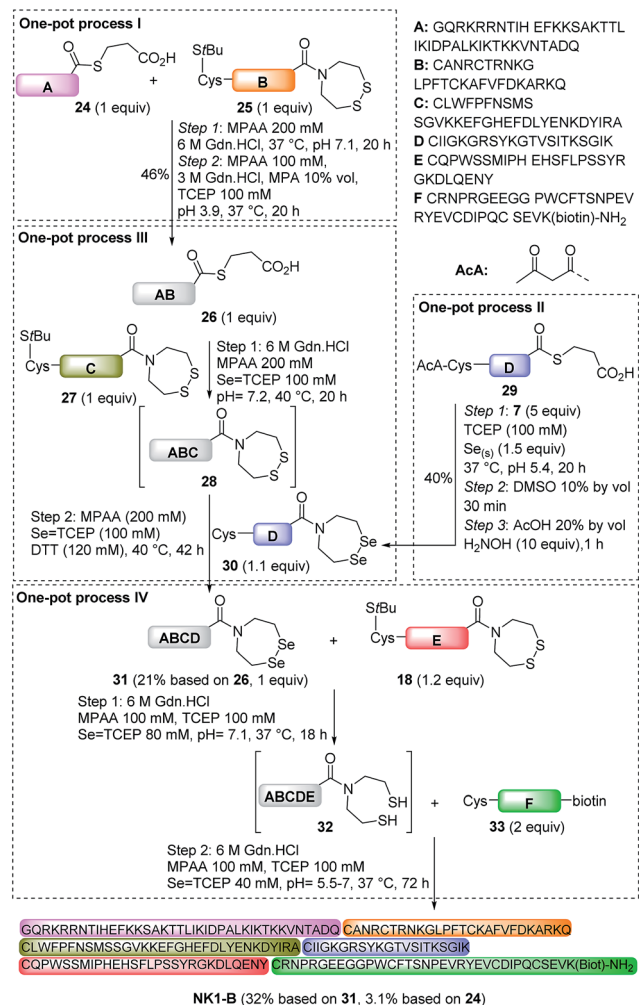 One-pot process I
S
CO₂H
A
24 (1 equiv)
+
StBu
Cys
B
O
N
S
S
25 (1 equiv)
Step 1: MPAA 200 mM
6 M Gdn.HCl, 37 °C, pH 7.1, 20 h
Step 2: MPAA 100 mM,
3 M Gdn.HCl, MPA 10% vol,
TCEP 100 mM
pH 3.9, 37 °C, 20 h
46%
A: GQRKRRNTIH EFKKSAKTTL
IKIDPALKIKTKKVNTADQ
B: CANRCTRNKG
LPFTCKAFVFDKARKQ
C: CLWFPFNSMS
SGVKKEFGHEFDLYENKDYIRA
D CIIGKGRSYKGTVSITKSGIK
E CQPWSSMIPH EHSFLPSSYR
GKDLQENY
F CRNPRGEEGG PWCFTSNPEV
RYEVCDIPQC SEVK(biotin)-NH₂
AcA:
O
O
One-pot process III
O
S
CO₂H
AB
26 (1 equiv)
StBu
Cys
C
O
N
S
S
27 (1 equiv)
Step 1: 6 M Gdn.HCl
MPAA 200 mM
Se=TCEP 100 mM
pH= 7.2, 40 °C, 20 h
ABC
O
N
S
S
28
Step 2: MPAA (200 mM)
Se=TCEP (100 mM)
DTT (120 mM), 40 °C, 42 h
Cys
D
O
N
Se
Se
30 (1.1 equiv)
One-pot process II
AcA-Cys
D
O
S
CO₂H
29
Step 1: 7 (5 equiv)
TCEP (100 mM)
Se(s) (1.5 equiv)
37 °C, pH 5.4, 20 h
Step 2: DMSO 10% by vol
30 min
Step 3: AcOH 20% by vol
H₂NOH (10 equiv),1 h
40%
One-pot process IV
ABCD
O
N
Se
Se
31 (21% based on 26, 1 equiv)
+
StBu
Cys
E
O
N
S
S
18 (1.2 equiv)
Step 1: 6 M Gdn.HCl
MPAA 100 mM, TCEP 100 mM
Se=TCEP 80 mM, pH= 7.1, 37 °C, 18 h
ABCDE
O
N
SH
SH
32
+
Cys
F
biotin
33 (2 equiv)
Step 2: 6 M Gdn.HCl
MPAA 100 mM, TCEP 100 mM
Se=TCEP 40 mM, pH= 5.5-7, 37 °C, 72 h
GQRKRRNTIHEFKKSAKTTLIKIDPALKIKTKKVNTADQ CANRCTRNKGLPFTCKAFVFDKARKQ
CLWFPFNSMSSGVKKEFGHEFDLYENKDYIRA CIIGKGRSYKGTVSITKSGIK
CQPWSSMIPHEHSFLPSSYRGKDLQENY CRNPRGEEGGPWCFTSNPEVRYEVCDIPQCSEVK(Biot)-NH₂
NK1-B (32% based on 31, 3.1% based on 24)